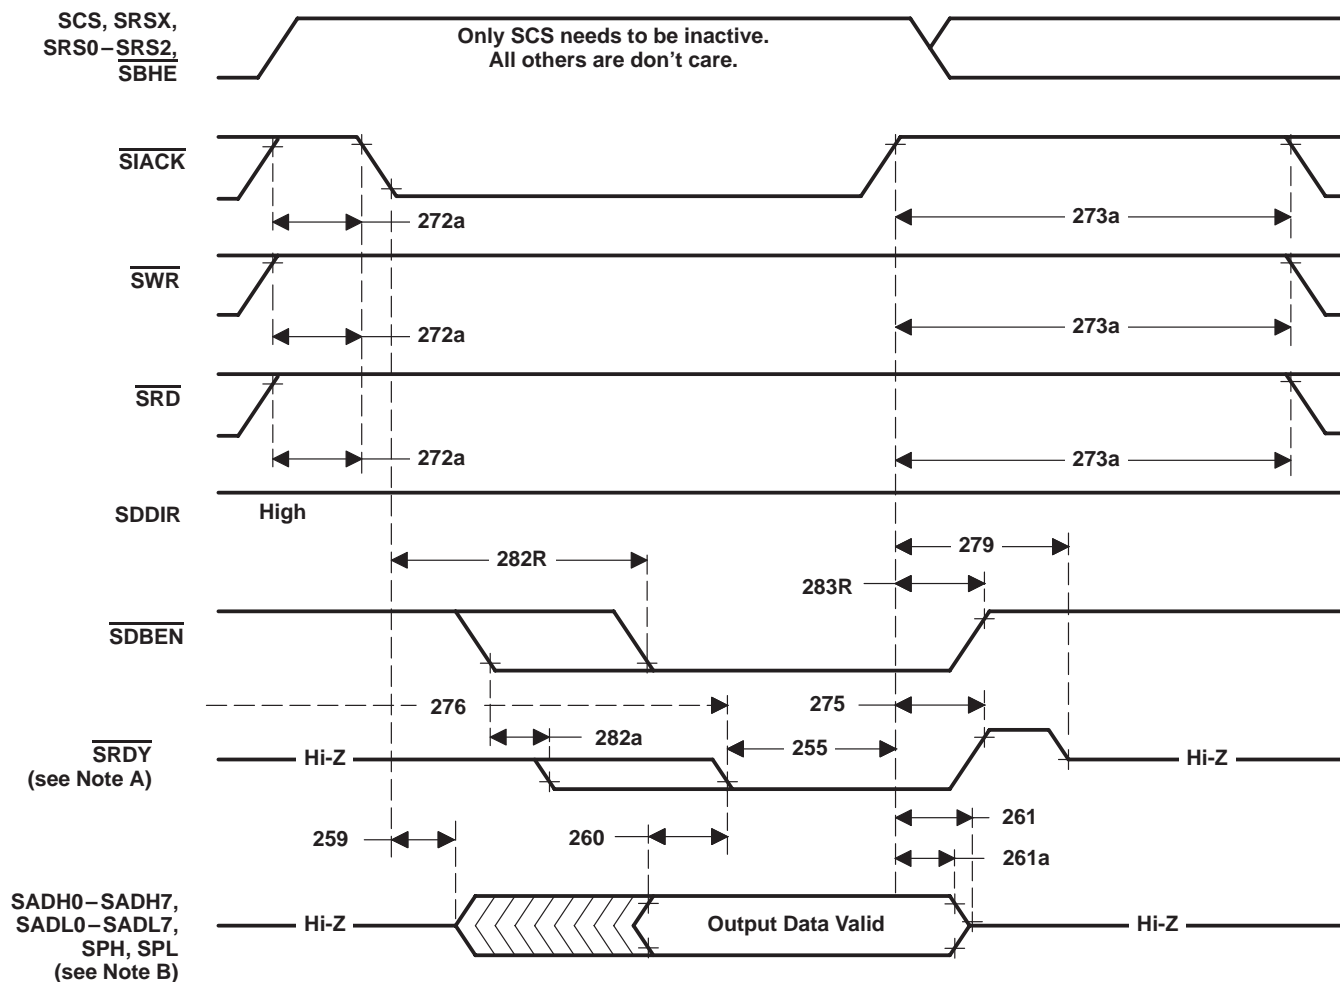 SCS, SRSX,
SRS0–SRS2,
SBHE
Only SCS needs to be inactive.
All others are don't care.
SIACK
272a
273a
SWR
272a
273a
SRD
272a
273a
SDDIR
High
282R
279
283R
SDBEN
276
275
282a
255
SRDY
(see Note A)
Hi-Z
Hi-Z
259
260
261
261a
SADH0–SADH7,
SADL0–SADL7,
SPH, SPL
(see Note B)
Hi-Z
Output Data Valid
Hi-Z